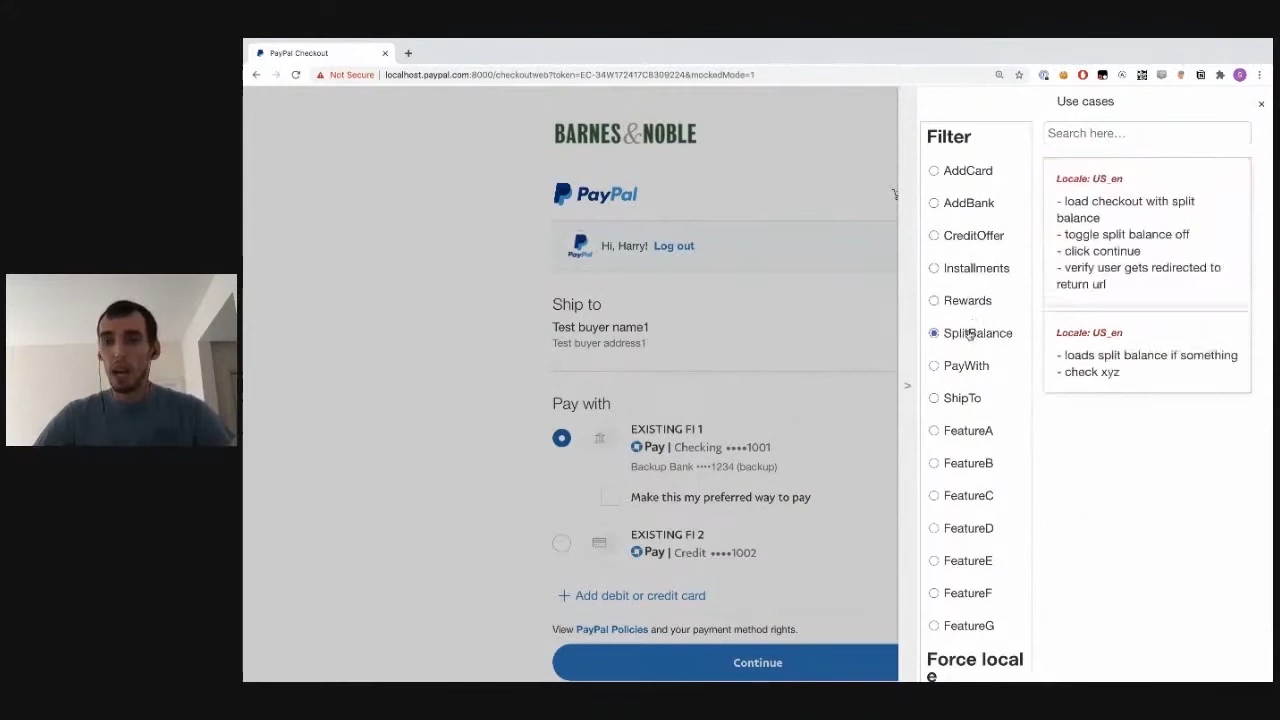 PayPal Checkout
Not Secure
localhost.paypal.com:8000/checkoutweb?token=EC-34W172417CB309224&mockedMode=1
BARNES&NOBLE
PayPal
Hi, Harry! Log out
Ship to
Test buyer name1
Test buyer address1
Pay with
EXISTING FI 1
Pay | Checking ••••1001
Backup Bank ••••1234 (backup)
Make this my preferred way to pay
EXISTING FI 2
Pay | Credit ••••1002
+ Add debit or credit card
View PayPal Policies and your payment method rights.
Continue
Use cases
Filter
AddCard
AddBank
CreditOffer
Installments
Rewards
SplitBalance
PayWith
ShipTo
FeatureA
FeatureB
FeatureC
FeatureD
FeatureE
FeatureF
FeatureG
Force local
e
Search here...
Locale: US_en
- load checkout with split
balance
- toggle split balance off
- click continue
- verify user gets redirected to
return url
Locale: US_en
- loads split balance if something
- check xyz